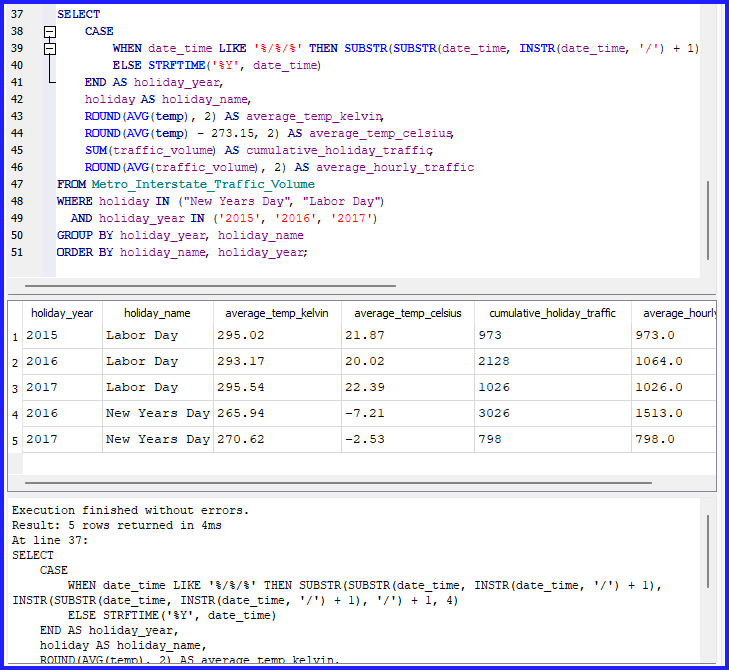 37 SELECT
38 CASE
39 WHEN date_time LIKE '%/%/%' THEN SUBSTR(SUBSTR(date_time, INSTR(date_time, '/') + 1)
40 ELSE STRFTIME('%Y', date_time)
41 END AS holiday_year,
42 holiday AS holiday_name,
43 ROUND(AVG(temp), 2) AS average_temp_kelvin,
44 ROUND(AVG(temp) - 273.15, 2) AS average_temp_celsius,
45 SUM(traffic_volume) AS cumulative_holiday_traffic,
46 ROUND(AVG(traffic_volume), 2) AS average_hourly_traffic
47 FROM Metro_Interstate_Traffic_Volume
48 WHERE holiday IN ("New Years Day", "Labor Day")
49 AND holiday_year IN ('2015', '2016', '2017')
50 GROUP BY holiday_year, holiday_name
51 ORDER BY holiday_name, holiday_year;
holiday_year holiday_name average_temp_kelvin average_temp_celsius cumulative_holiday_traffic average_hourly
1 2015 Labor Day 295.02 21.87 973 973.0
2 2016 Labor Day 293.17 20.02 2128 1064.0
3 2017 Labor Day 295.54 22.39 1026 1026.0
4 2016 New Years Day 265.94 -7.21 3026 1513.0
5 2017 New Years Day 270.62 -2.53 798 798.0
Execution finished without errors.
Result: 5 rows returned in 4ms
At line 37:
SELECT
CASE
WHEN date_time LIKE '%/%/%' THEN SUBSTR(SUBSTR(date_time, INSTR(date_time, '/') + 1),
INSTR(SUBSTR(date_time, INSTR(date_time, '/') + 1), '/') + 1, 4)
ELSE STRFTIME('%Y', date_time)
END AS holiday_year,
holiday AS holiday_name,
ROUND(AVG(temp), 2) AS average_temp_kelvin,